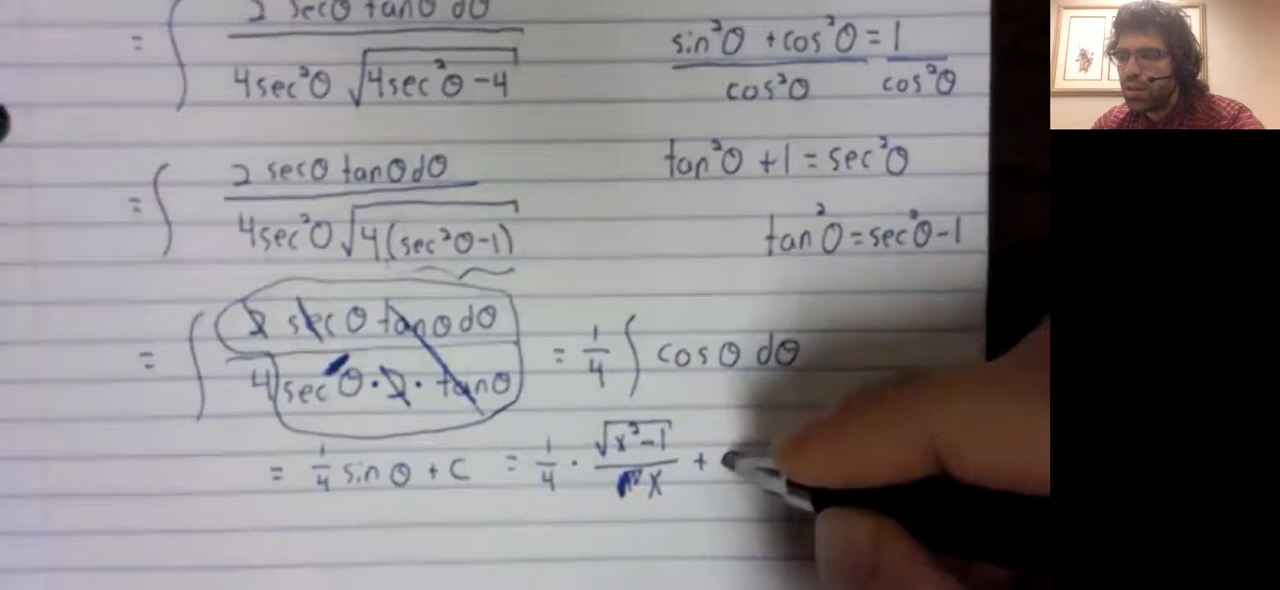 = ∫ 2 secθ tanθ dθ / 4sec²θ √(4sec²θ - 4)
sin²θ + cos²θ / cos²θ = 1 / cos²θ
tan²θ + 1 = sec²θ
= ∫ 2 secθ tanθ dθ / 4sec²θ √(4(sec²θ-1))
tan²θ = sec²θ - 1
= ∫ 2 secθ tanθ dθ / 4 sec θ · 2 · tanθ = 1/4 ∫ cosθ dθ
= 1/4 sinθ + C = 1/4 · √(x²-1) / x +